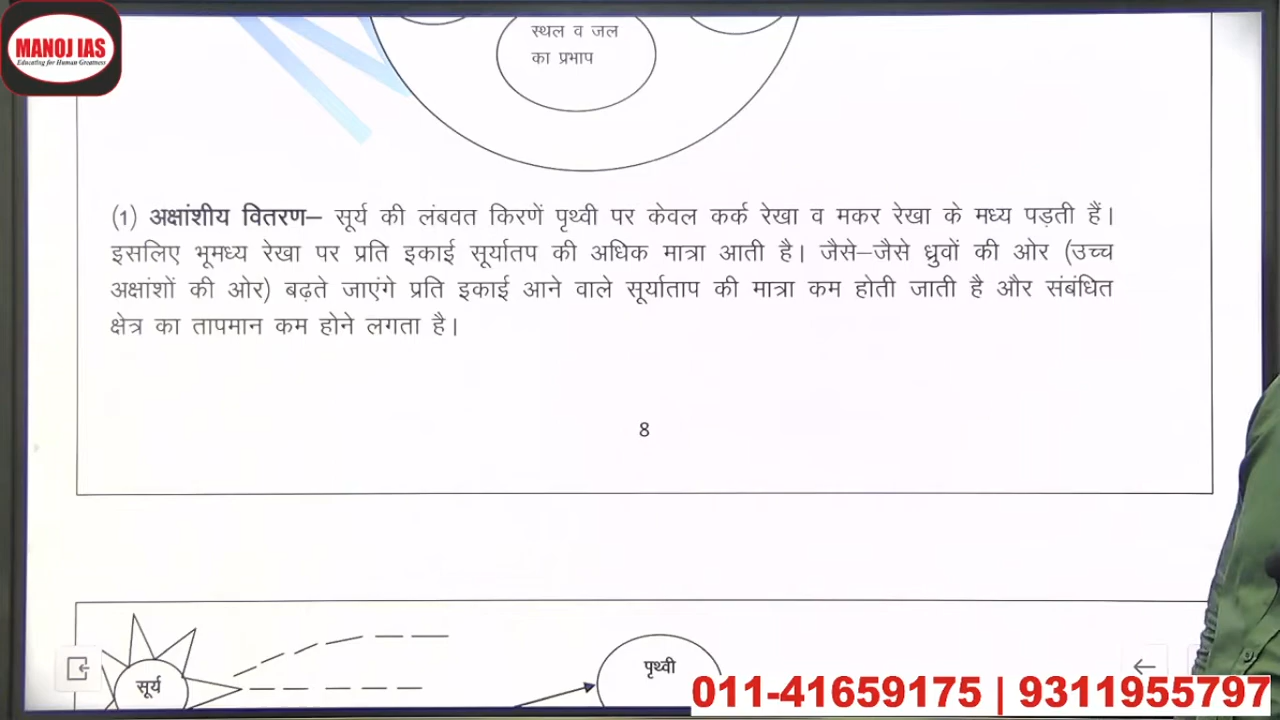 MANOJ IAS
Educating for Human Greatness
स्थल व जल
का प्रभाप
(1) अक्षांशीय वितरण– सूर्य की लंबवत किरणें पृथ्वी पर केवल कर्क रेखा व मकर रेखा के मध्य पड़ती हैं।
इसलिए भूमध्य रेखा पर प्रति इकाई सूर्यातप की अधिक मात्रा आती है। जैसे–जैसे ध्रुवों की ओर (उच्च
अक्षांशों की ओर) बढ़ते जाएंगे प्रति इकाई आने वाले सूर्याताप की मात्रा कम होती जाती है और संबंधित
क्षेत्र का तापमान कम होने लगता है।
8
सूर्य
पृथ्वी
011-41659175 | 9311955797